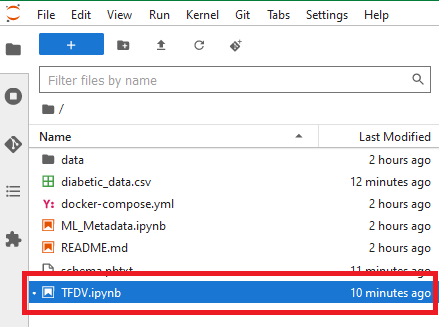 File Edit View Run Kernel Git Tabs Settings Help
+
Filter files by name
/
Name Last Modified
data 2 hours ago
diabetic_data.csv 12 minutes ago
Y: docker-compose.yml 2 hours ago
ML_Metadata.ipynb 2 hours ago
README.md 2 hours ago
schema.pbtxt 11 minutes ago
TFDV.ipynb 10 minutes ago